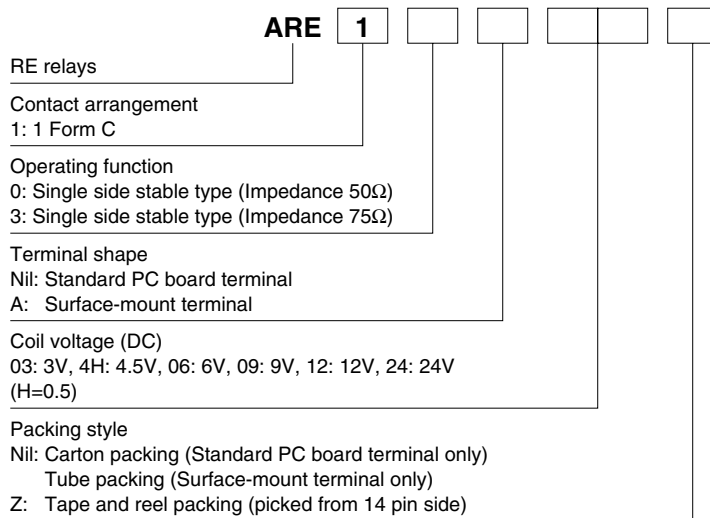 ARE 1
RE relays
Contact arrangement
1: 1 Form C
Operating function
0: Single side stable type (Impedance 50Ω)
3: Single side stable type (Impedance 75Ω)
Terminal shape
Nil: Standard PC board terminal
A: Surface-mount terminal
Coil voltage (DC)
03: 3V, 4H: 4.5V, 06: 6V, 09: 9V, 12: 12V, 24: 24V
(H=0.5)
Packing style
Nil: Carton packing (Standard PC board terminal only)
Tube packing (Surface-mount terminal only)
Z: Tape and reel packing (picked from 14 pin side)